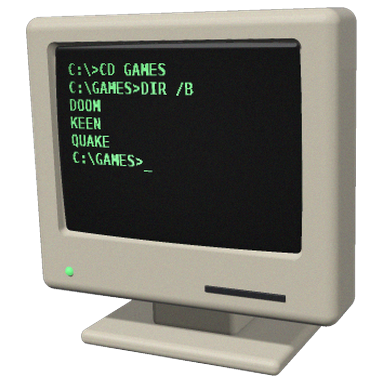 C:\>CD GAMES
C:\GAMES>DIR /B
DOOM
KEEN
QUAKE
C:\GAMES>_